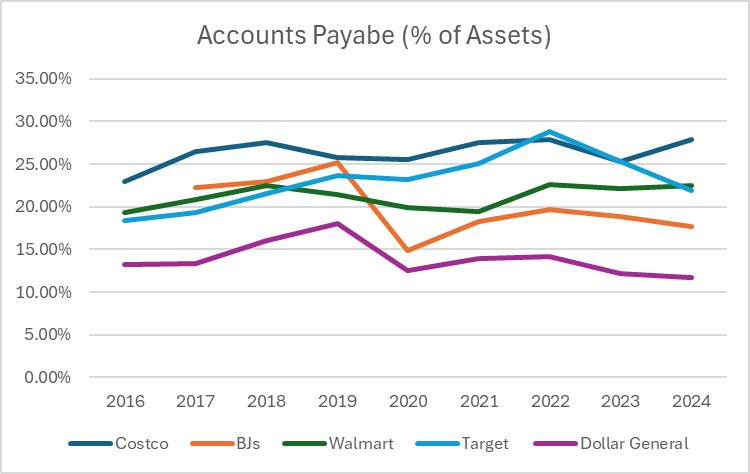 Accounts Payabe (% of Assets)
35.00%
30.00%
25.00%
20.00%
15.00%
10.00%
5.00%
0.00%
2016 2017 2018 2019 2020 2021 2022 2023 2024
Costco BJs Walmart Target Dollar General